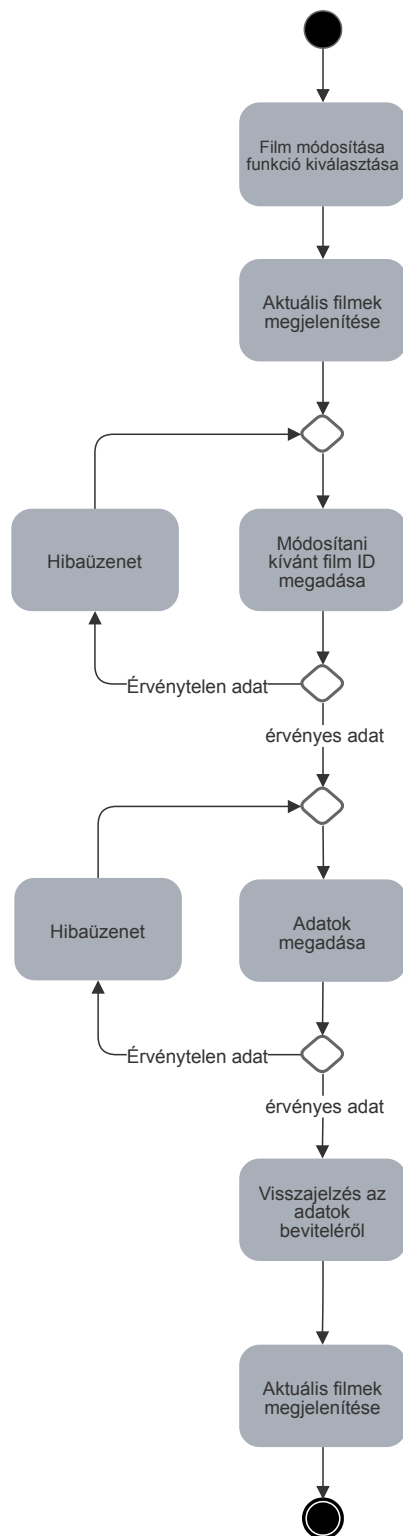 Film módosítása
funkció kiválasztása
Aktuális filmek
megjelenítése
Hibaüzenet
Módosítani
kívánt film ID
megadása
Érvénytelen adat
érvényes adat
Hibaüzenet
Adatok
megadása
Érvénytelen adat
érvényes adat
Visszajelzés az
adatok
beviteléről
Aktuális filmek
megjelenítése